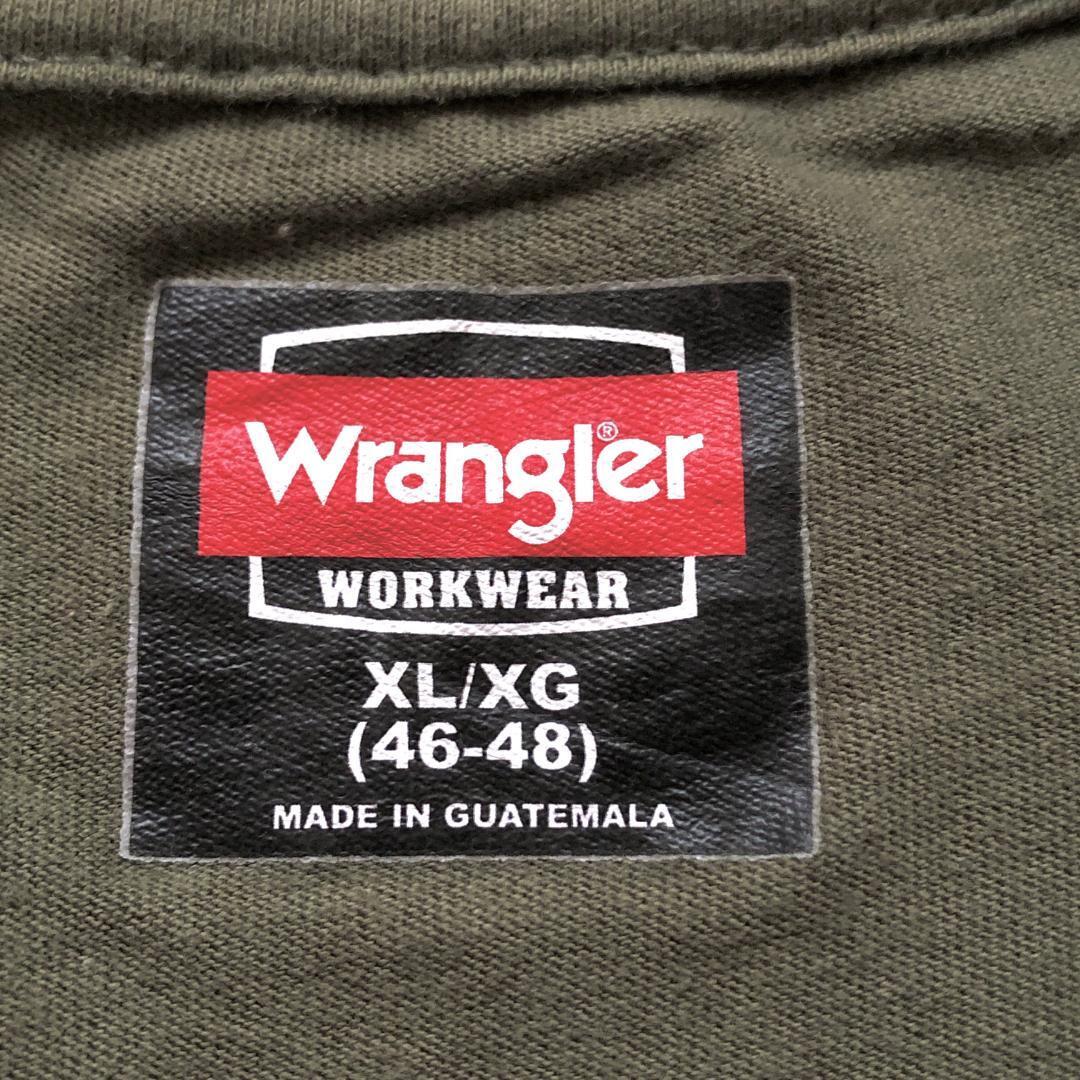 Wrangler®
WORKWEAR
XL/XG
(46-48)
MADE IN GUATEMALA